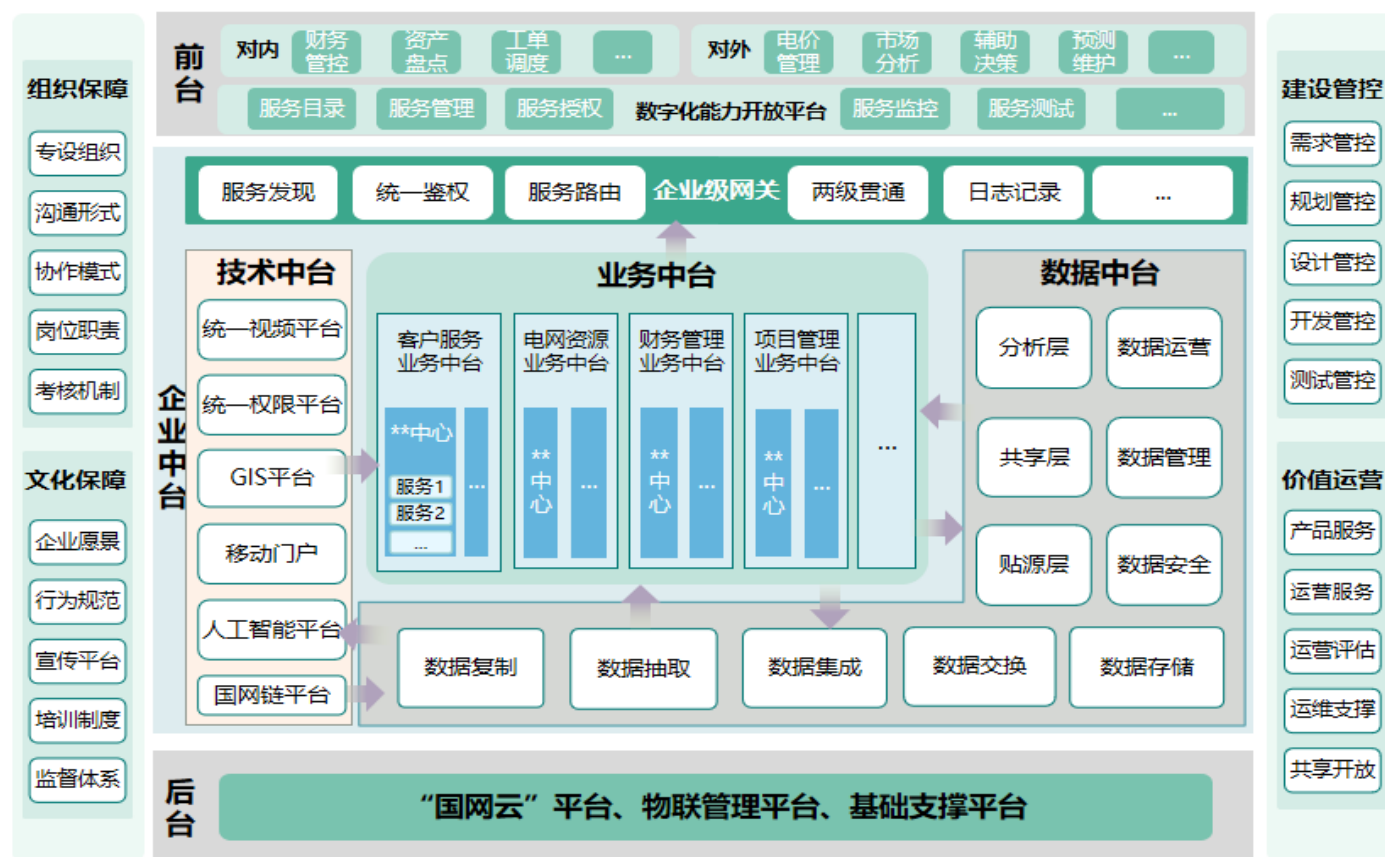 组织保障
专设组织
沟通形式
协作模式
岗位职责
考核机制
文化保障
企业愿景
行为规范
宣传平台
培训制度
监督体系
前
台
对内
财务
管控
资产
盘点
工单
调度
...
对外
电价
管理
市场
分析
辅助
决策
预测
维护
...
服务目录
服务管理
服务授权
数字化能力开放平台
服务监控
服务测试
...
企
业
中
台
服务发现
统一鉴权
服务路由
企业级网关
两级贯通
日志记录
...
技术中台
统一视频平台
统一权限平台
GIS平台
移动门户
人工智能平台
国网链平台
业务中台
客户服务
业务中台
**中心
服务1
服务2
...
...
电网资源
业务中台
**
中
心
...
财务管理
业务中台
**
中
心
...
项目管理
业务中台
**
中
心
...
...
数据中台
分析层
数据运营
共享层
数据管理
贴源层
数据安全
数据复制
数据抽取
数据集成
数据交换
数据存储
后
台
“国网云”平台、物联管理平台、基础支撑平台
建设管控
需求管控
规划管控
设计管控
开发管控
测试管控
价值运营
产品服务
运营服务
运营评估
运维支撑
共享开放